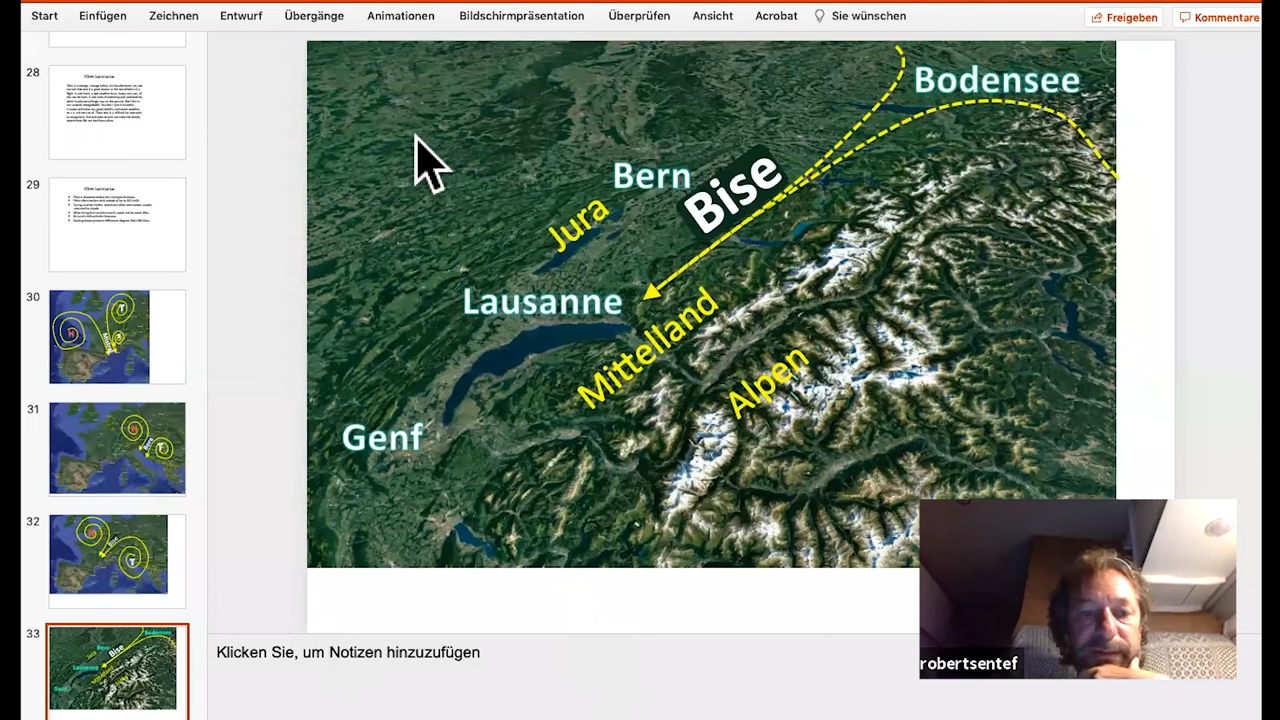 Start Einfügen Zeichnen Entwurf Übergänge Animationen Bildschirmpräsentation Überprüfen Ansicht Acrobat Sie wünschen Freigeben Kommentare
28
29
30
31
32
33
Bodensee
Bern
Bise
Jura
Lausanne
Mittelland
Alpen
Genf
Klicken Sie, um Notizen hinzuzufügen
robertsentef